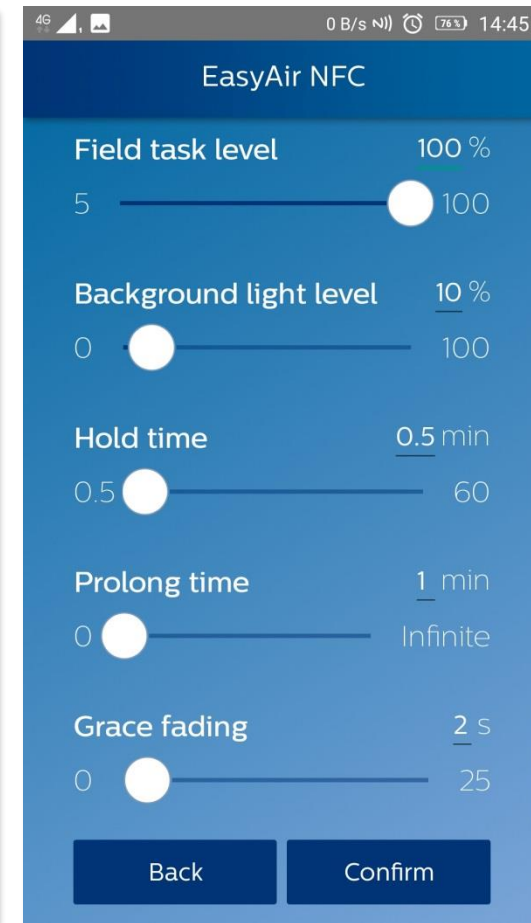 4G 0 B/s 76% 14:45
EasyAir NFC
Field task level 100 %
5 100
Background light level 10 %
0 100
Hold time 0.5 min
0.5 60
Prolong time 1 min
0 Infinite
Grace fading 2 s
0 25
Back Confirm